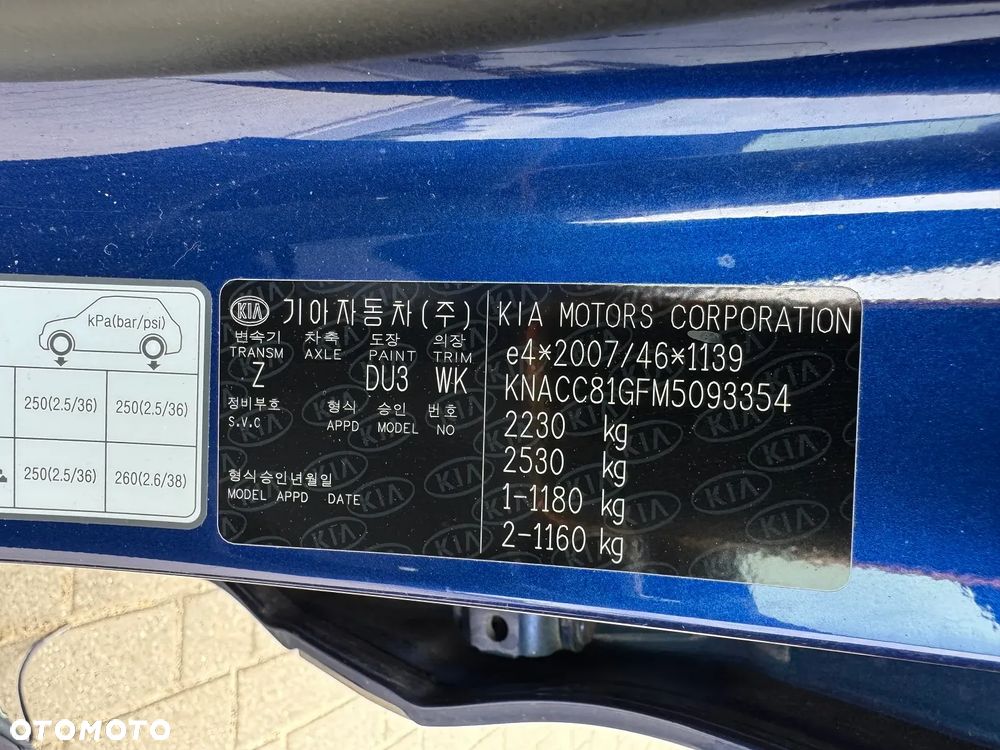 kPa(bar/psi)
250(2.5/36) 250(2.5/36)
250(2.5/36) 260(2.6/38)
KIA 기아자동차(주)
변속기 차축 도장 의장
TRANSM AXLE PAINT TRIM
Z DU3 WK
정비부호 형식 승인 번호
S.V.C APPD MODEL NO
형식승인년월일
MODEL APPD DATE
KIA MOTORS CORPORATION
e4*2007/46*1139
KNACC81GFM5093354
2230 kg
2530 kg
1-1180 kg
2-1160 kg
OTOMOTO